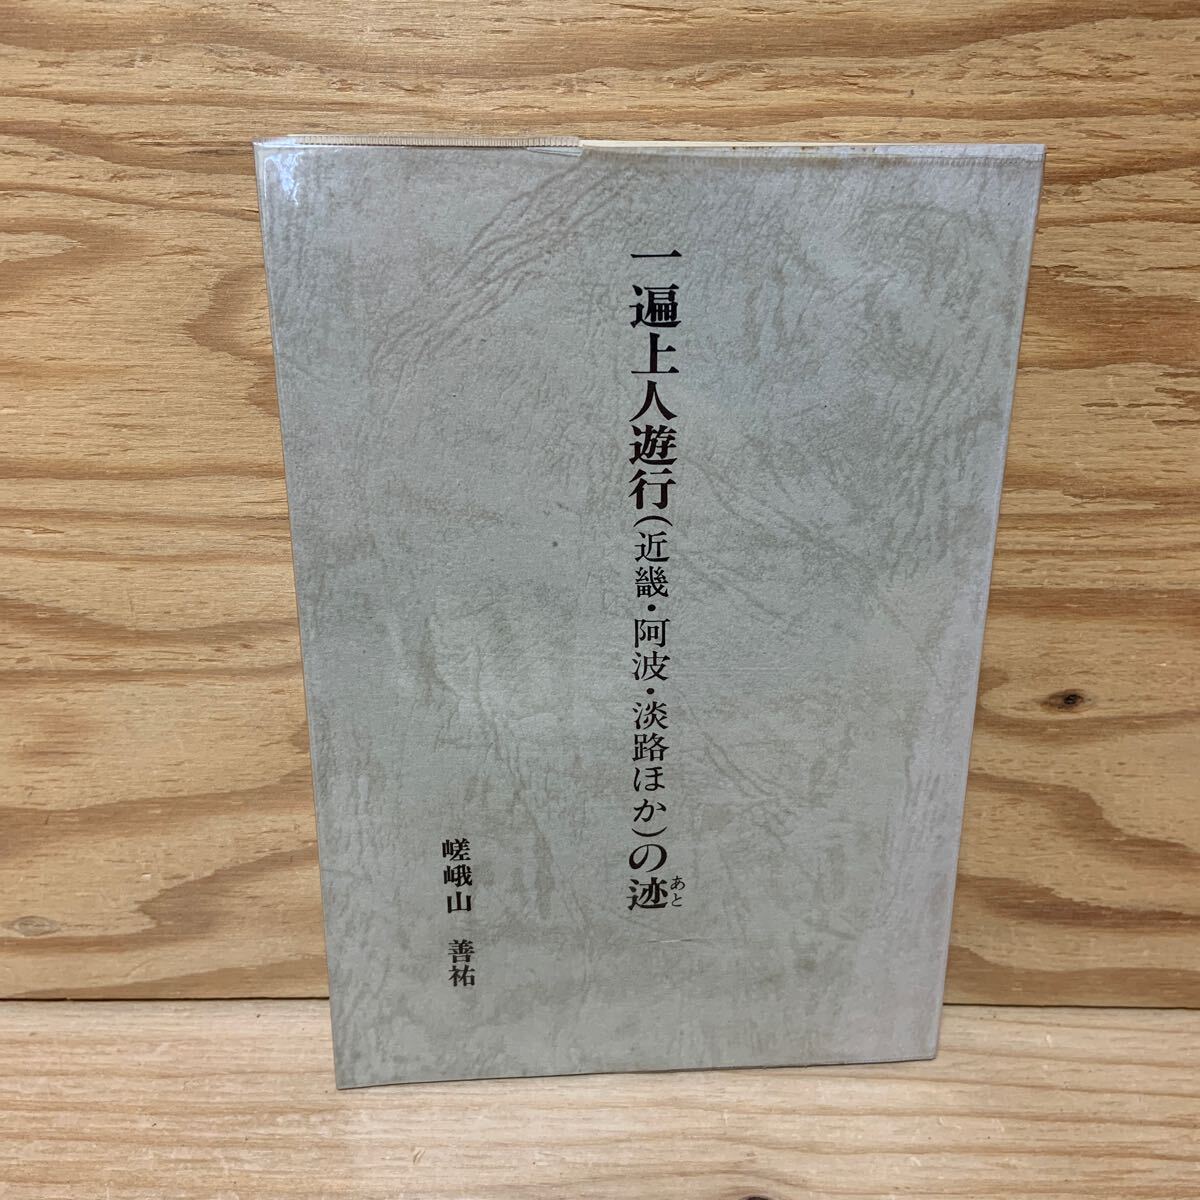 一遍上人遊行(近畿・阿波・淡路ほか)の迹
あと
嵯峨山 善祐